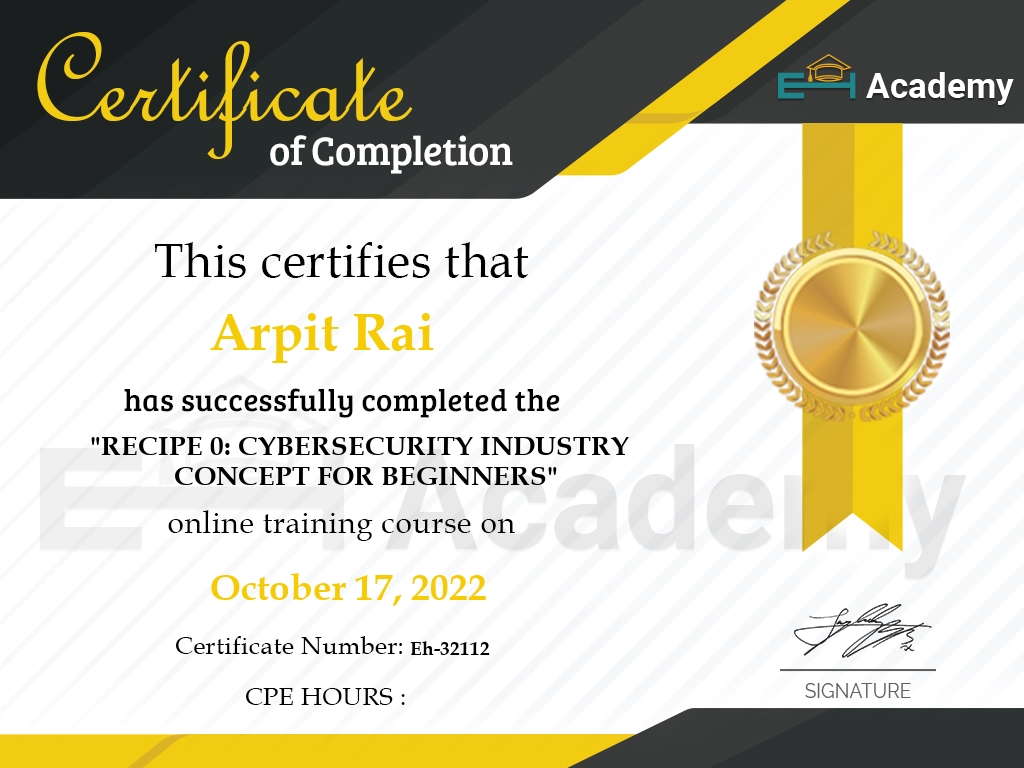 Certificate
of Completion
EH Academy
This certifies that
Arpit Rai
has successfully completed the
"RECIPE 0: CYBERSECURITY INDUSTRY
CONCEPT FOR BEGINNERS"
EH Academy
online training course on
October 17, 2022
Certificate Number: Eh-32112
CPE HOURS :
SIGNATURE